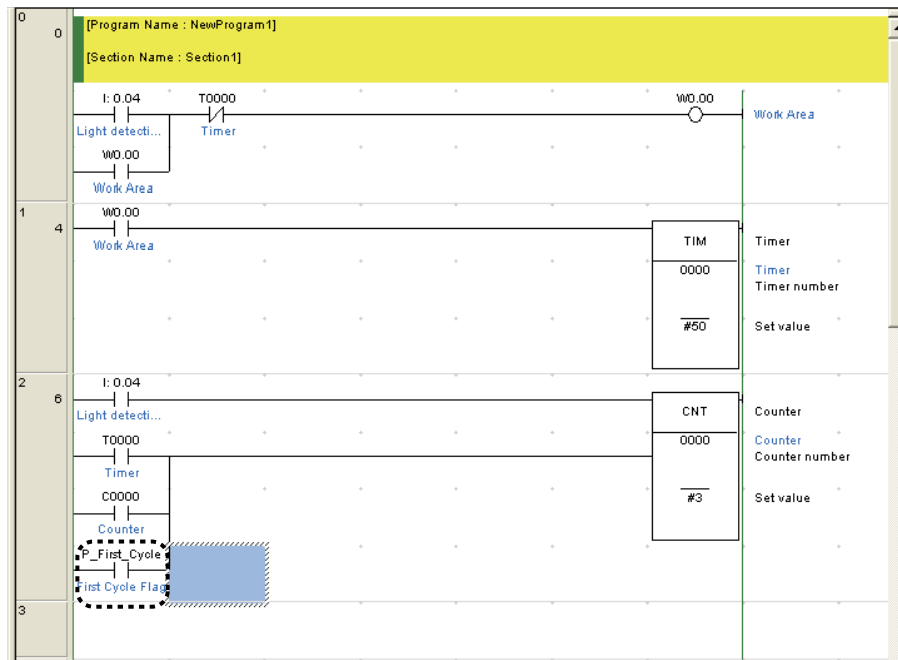 0
0
[Program Name : NewProgram1]
[Section Name : Section1]
I: 0.04 T0000 W0.00
Work Area
Light detecti... Timer
W0.00
Work Area
1
W0.00
4
Work Area
TIM Timer
0000 Timer
Timer number
#50 Set value
2
I: 0.04
6
Light detecti...
CNT Counter
T0000
0000 Counter
Counter number
Timer
C0000
#3 Set value
Counter
P_First_Cycle
First Cycle Flag
3